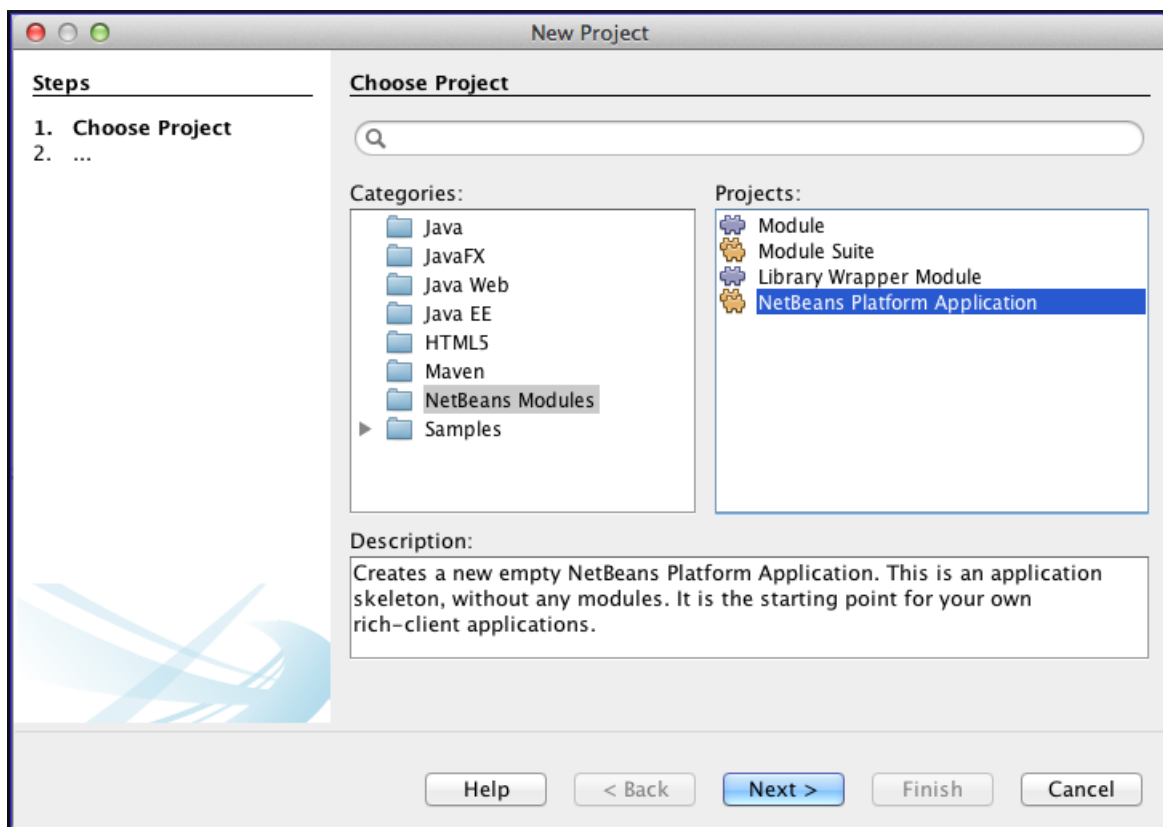 New Project
Steps
1. Choose Project
2. ...
Choose Project
Categories:
Java
JavaFX
Java Web
Java EE
HTML5
Maven
NetBeans Modules
Samples
Projects:
Module
Module Suite
Library Wrapper Module
NetBeans Platform Application
Description:
Creates a new empty NetBeans Platform Application. This is an application
skeleton, without any modules. It is the starting point for your own
rich-client applications.
Help
< Back
Next >
Finish
Cancel